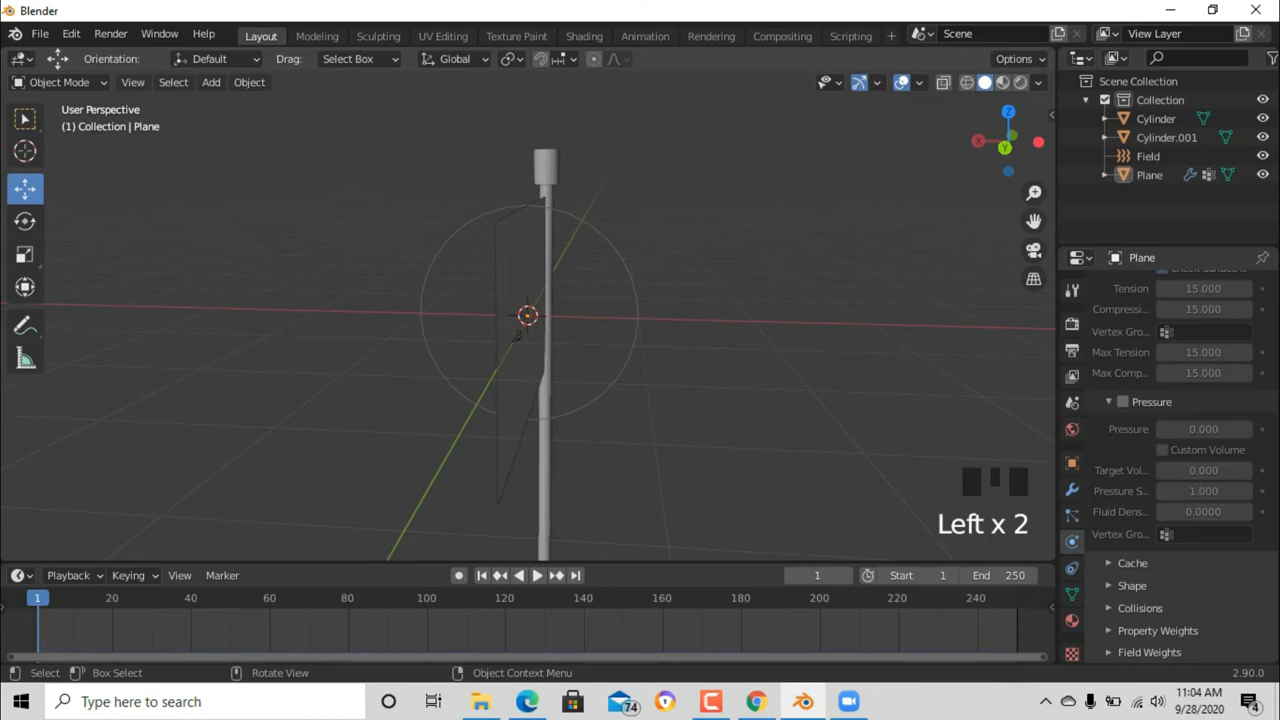 Blender
File Edit Render Window Help Layout Modeling Sculpting UV Editing Texture Paint Shading Animation Rendering Compositing Scripting + Scene View Layer
Orientation: Default Drag: Select Box Global Options
Object Mode View Select Add Object
User Perspective
(1) Collection | Plane
Z
X
Y
Scene Collection
Collection
Cylinder
Cylinder.001
Field
Plane
Plane
Tension 15.000
Compressi... 15.000
Vertex Gro...
Max Tension 15.000
Max Comp... 15.000
Pressure
Pressure 0.000
Custom Volume
Target Vol... 0.000
Pressure S... 1.000
Fluid Dens... 0.0000
Vertex Gro...
Cache
Shape
Collisions
Property Weights
Field Weights
Left x 2
Playback Keying View Marker 1 Start 1 End 250
1 20 40 60 80 100 120 140 160 180 200 220 240
Select Box Select Rotate View Object Context Menu 2.90.0
Type here to search 74 11:04 AM
9/28/2020 4